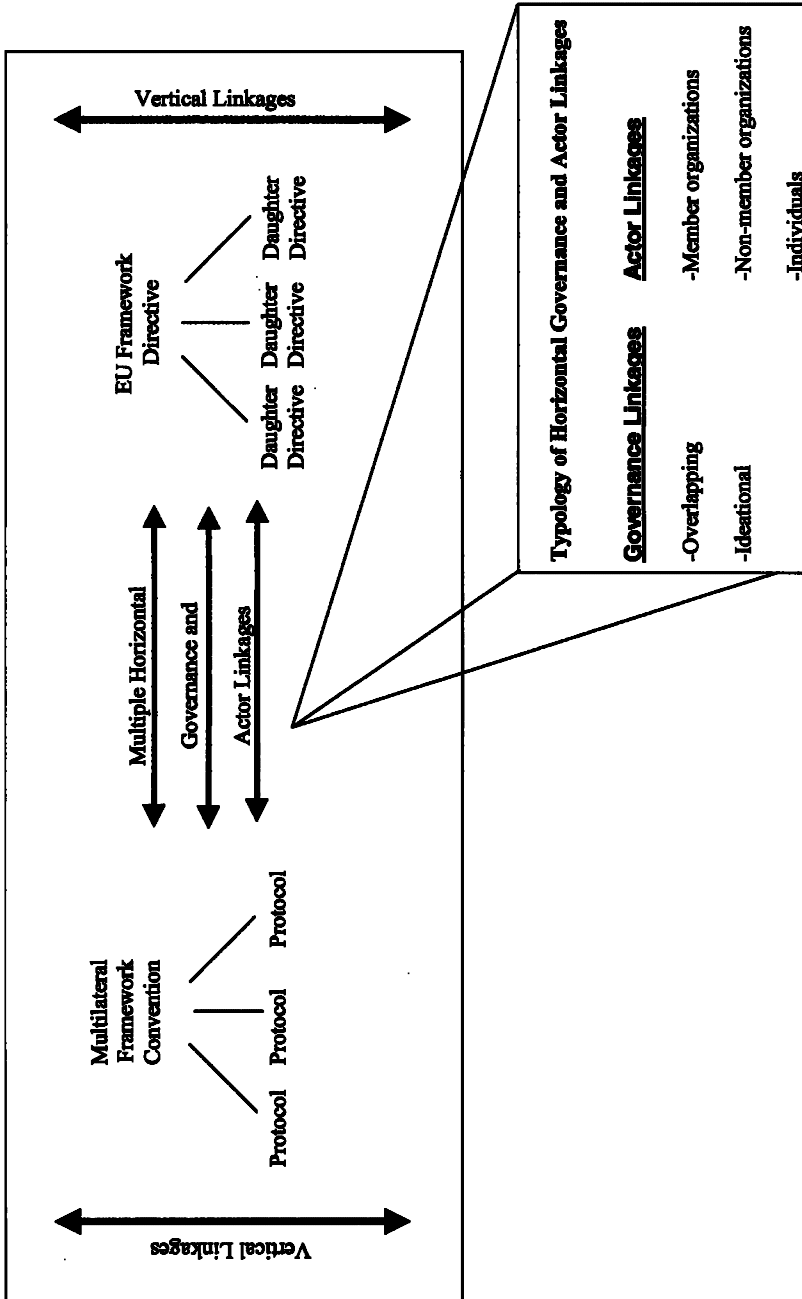 Vertical Linkages
Multilateral
Framework
Convention
Protocol Protocol Protocol
Multiple Horizontal
Governance and
Actor Linkages
EU Framework
Directive
Daughter Daughter Daughter
Directive Directive Directive
Vertical Linkages
Typology of Horizontal Governance and Actor Linkages
Governance Linkages Actor Linkages
-Overlapping -Member organizations
-Ideational -Non-member organizations
-Individuals